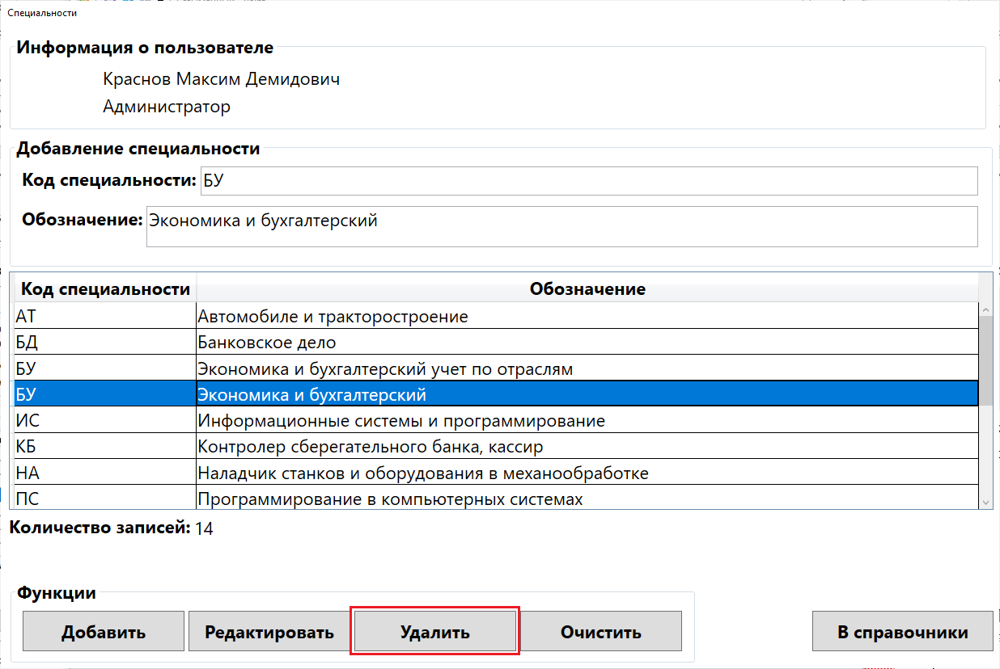 Специальности
Информация о пользователе
Краснов Максим Демидович
Администратор
Добавление специальности
Код специальности: БУ
Обозначение: Экономика и бухгалтерский
Код специальности Обозначение
АТ Автомобиле и тракторостроение
БД Банковское дело
БУ Экономика и бухгалтерский учет по отраслям
БУ Экономика и бухгалтерский
ИС Информационные системы и программирование
КБ Контролер сберегательного банка, кассир
НА Наладчик станков и оборудования в механообработке
ПС Программирование в компьютерных системах
Количество записей: 14
Функции
Добавить Редактировать Удалить Очистить В справочники